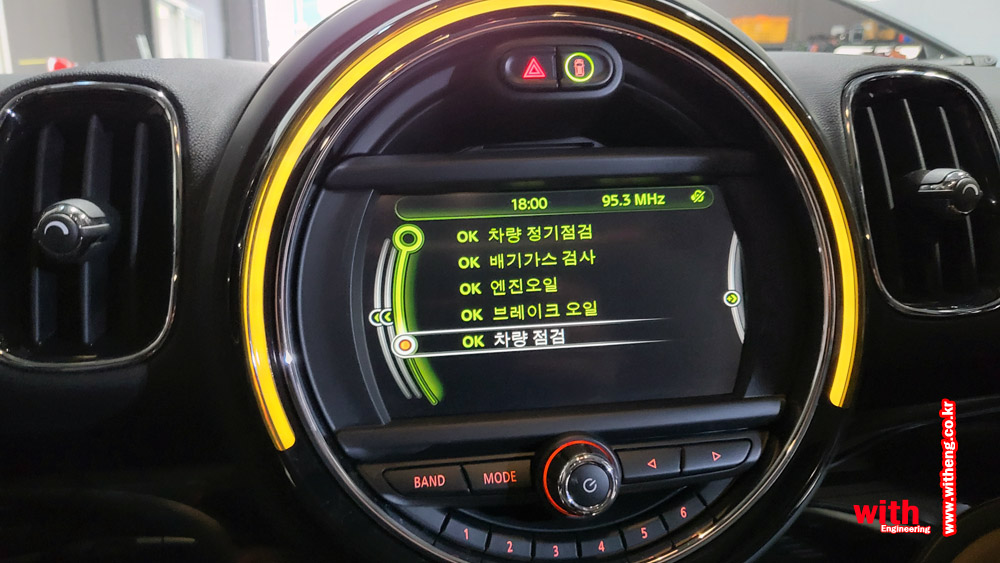 18:00 95.3 MHz
OK 차량 정기점검
OK 배기가스 검사
OK 엔진오일
OK 브레이크 오일
OK 차량 점검
BAND MODE
1 2 3 4 5 6
with
Engineering
www.witheng.co.kr